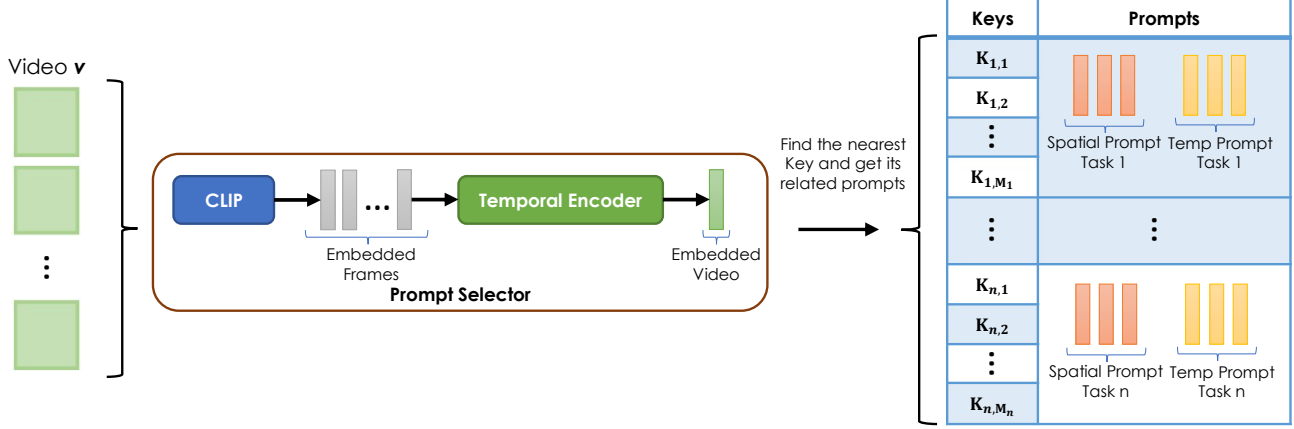 Video v
CLIP
...
Embedded
Frames
Temporal Encoder
Embedded
Video
Prompt Selector
Find the nearest
Key and get its
related prompts
Keys
Prompts
K1,1
K1,2
⋮
K1,M1
Spatial Prompt
Task 1
Temp Prompt
Task 1
⋮
⋮
Kn,1
Kn,2
⋮
Kn,Mn
Spatial Prompt
Task n
Temp Prompt
Task n